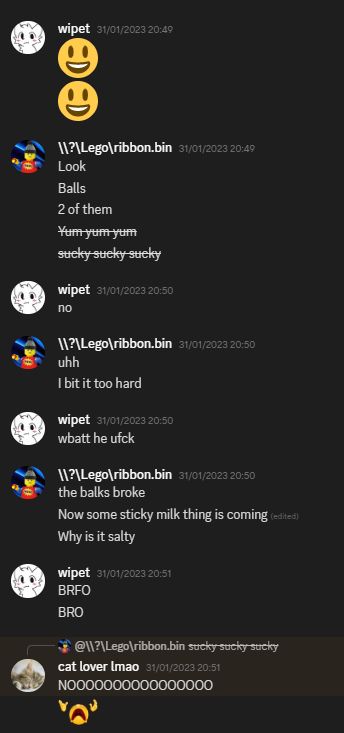 wipet 31/01/2023 20:49
\\?\Lego\ribbon.bin 31/01/2023 20:49
Look
Balls
2 of them
Yum yum yum
sucky sucky sucky
wipet 31/01/2023 20:50
no
\\?\Lego\ribbon.bin 31/01/2023 20:50
uhh
I bit it too hard
wipet 31/01/2023 20:50
wbatt he ufck
\\?\Lego\ribbon.bin 31/01/2023 20:50
the balks broke
Now some sticky milk thing is coming (edited)
Why is it salty
wipet 31/01/2023 20:51
BRFO
BRO
@\\?\Lego\ribbon.bin sucky sucky sucky
cat lover lmao 31/01/2023 20:51
NOOOOOOOOOOOOOOOO